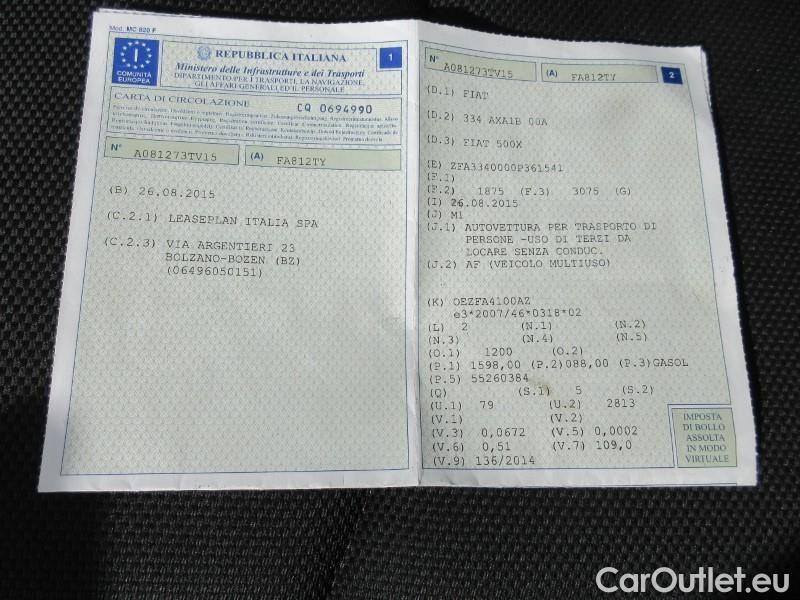 Mod. MC 820 F
I
COMUNITÀ
EUROPEA
REPUBBLICA ITALIANA
1
Ministero delle Infrastrutture e dei Trasporti
DIPARTIMENTO PER I TRASPORTI, LA NAVIGAZIONE,
GLI AFFARI GENERALI ED IL PERSONALE
CARTA DI CIRCOLAZIONE
CQ 0694990
N° A081273TV15 (A) FA812TY
(B) 26.08.2015
(C.2.1) LEASEPLAN ITALIA SPA
(C.2.3) VIA ARGENTIERI 23
BOLZANO-BOZEN (BZ)
(06496050151)
N° A081273TV15 (A) FA812TY 2
(D.1) FIAT
(D.2) 334 AXA1B 00A
(D.3) FIAT 500X
(E) ZFA3340000P361541
(F.1)
(F.2) 1875 (F.3) 3075 (G)
(I) 26.08.2015
(J) M1
(J.1) AUTOVETTURA PER TRASPORTO DI
PERSONE -USO DI TERZI DA
LOCARE SENZA CONDUC.
(J.2) AF (VEICOLO MULTIUSO)
(K) OEZFA4100AZ
e3*2007/46*0318*02
(L) 2 (N.1) (N.2)
(N.3) (N.4) (N.5)
(O.1) 1200 (O.2)
(P.1) 1598,00 (P.2)088,00 (P.3)GASOL
(P.5) 55260384
(Q) (S.1) 5 (S.2)
(U.1) 79 (U.2) 2813
(V.1) (V.2)
(V.3) 0,0672 (V.5) 0,0002
(V.6) 0,51 (V.7) 109,0
(V.9) 136/2014
IMPOSTA
DI BOLLO
ASSOLTA
IN MODO
VIRTUALE
CarOutlet.eu